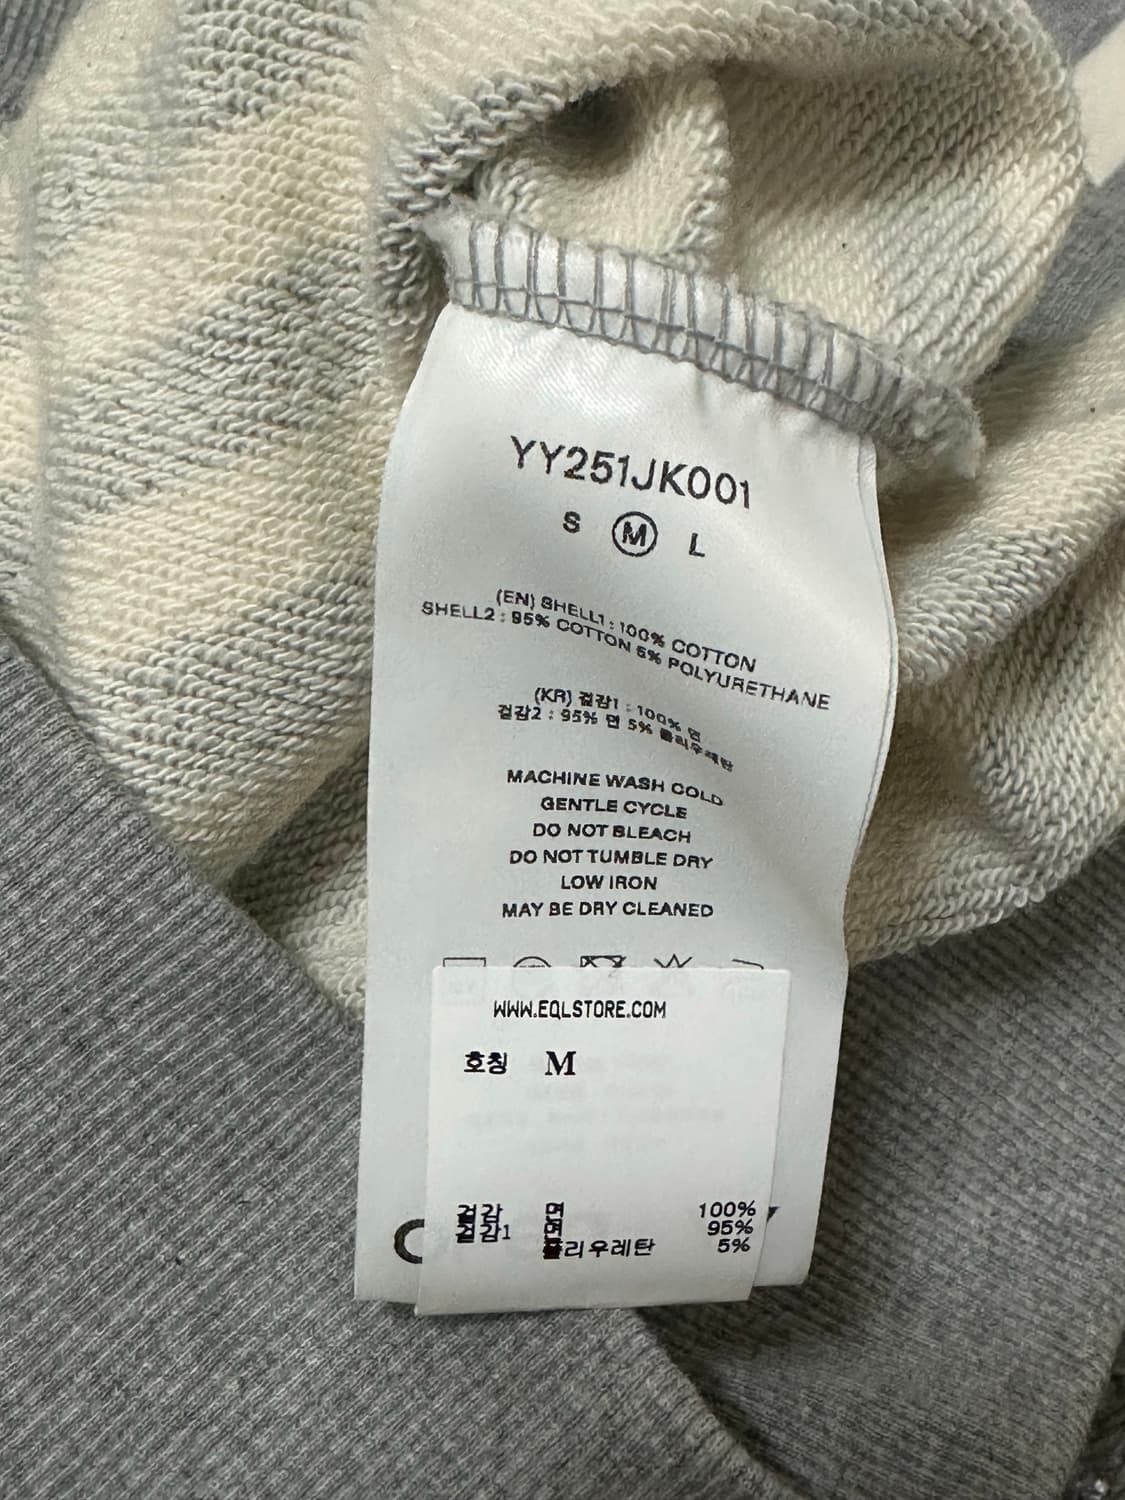 YY251JK001
S M L
(EN) SHELL1 : 100% COTTON
SHELL2 : 95% COTTON 5% POLYURETHANE
(KR) 겉감1 : 100% 면
겉감2 : 95% 면 5% 폴리우레탄
MACHINE WASH COLD
GENTLE CYCLE
DO NOT BLEACH
DO NOT TUMBLE DRY
LOW IRON
MAY BE DRY CLEANED
WWW.EQLSTORE.COM
호칭 M
겉감 면 100%
겉감1 면 95%
폴리우레탄 5%